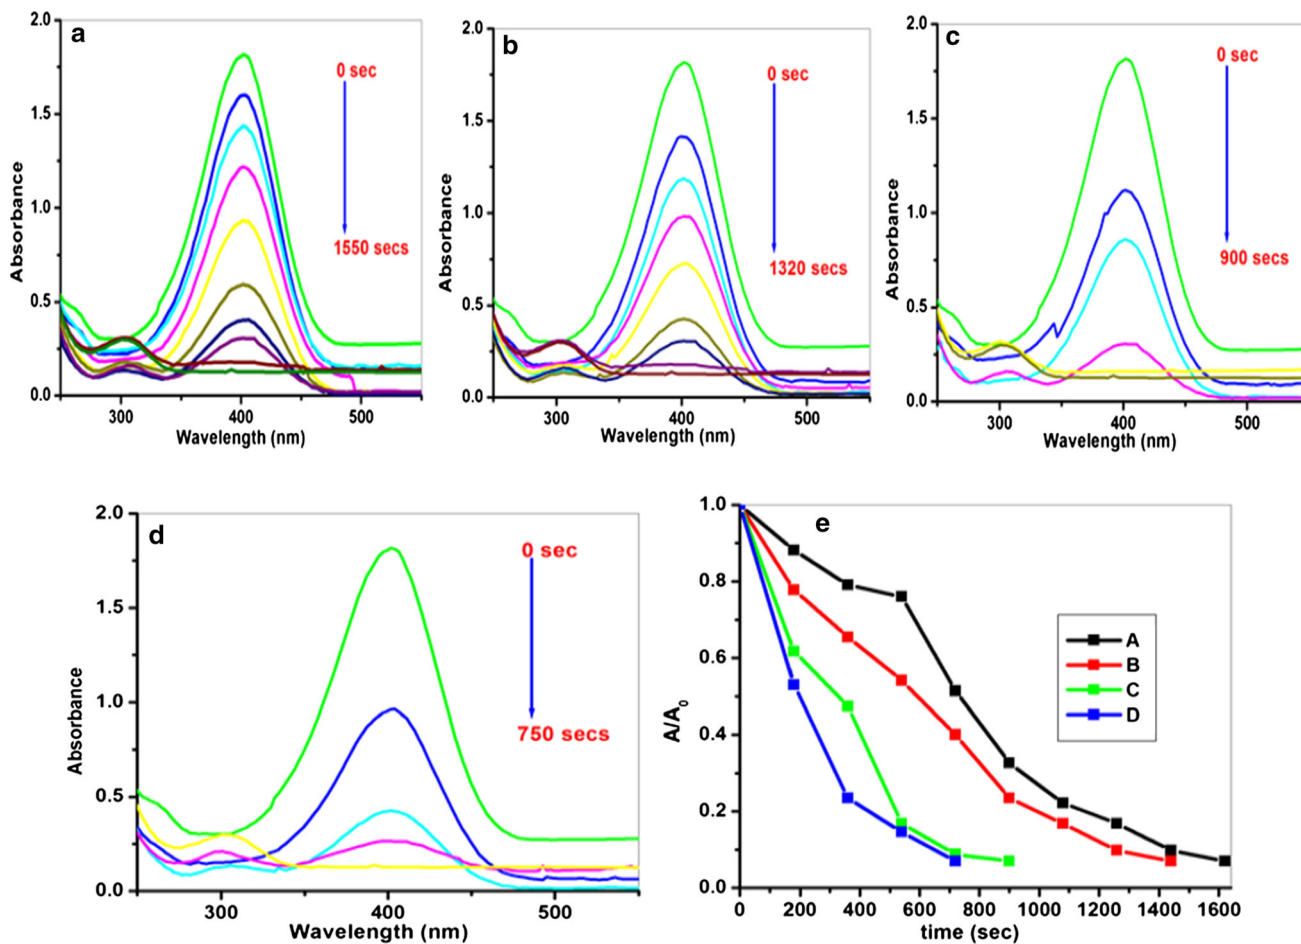 a
0 sec
1550 secs
Absorbance
2.0
1.5
1.0
0.5
0.0
300
400
500
Wavelength (nm)
b
0 sec
1320 secs
Absorbance
2.0
1.5
1.0
0.5
0.0
300
400
500
Wavelength (nm)
c
0 sec
900 secs
Absorbance
2.0
1.5
1.0
0.5
0.0
300
400
500
Wavelength (nm)
d
0 sec
750 secs
Absorbance
2.0
1.5
1.0
0.5
0.0
300
400
500
Wavelength (nm)
e
A
B
C
D
A/A0
1.0
0.8
0.6
0.4
0.2
0.0
0 200 400 600 800 1000 1200 1400 1600
time (sec)